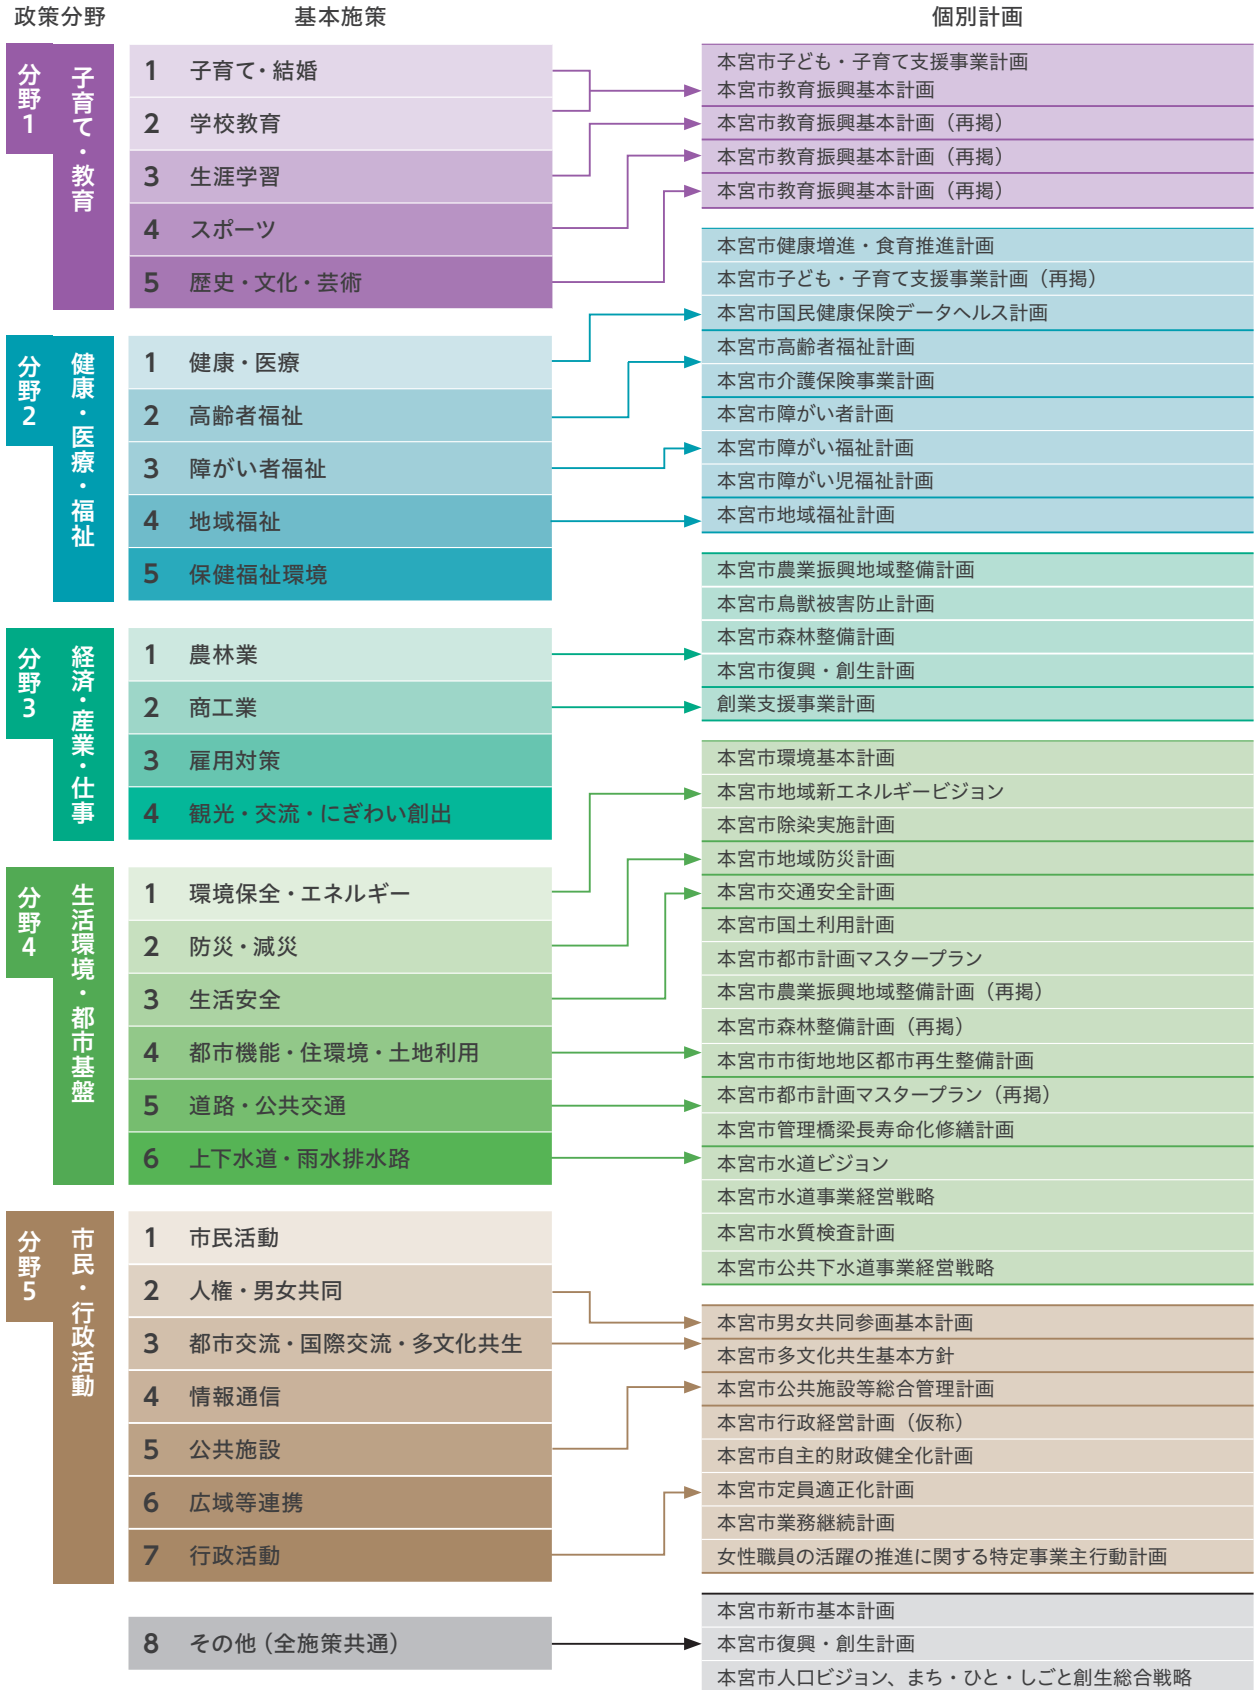 政策分野
基本施策
個別計画
分野1
子育て・教育
1 子育て・結婚
2 学校教育
3 生涯学習
4 スポーツ
5 歴史・文化・芸術
本宮市子ども・子育て支援事業計画
本宮市教育振興基本計画
本宮市教育振興基本計画（再掲）
本宮市教育振興基本計画（再掲）
本宮市教育振興基本計画（再掲）
分野2
健康・医療・福祉
1 健康・医療
2 高齢者福祉
3 障がい者福祉
4 地域福祉
5 保健福祉環境
本宮市健康増進・食育推進計画
本宮市子ども・子育て支援事業計画（再掲）
本宮市国民健康保険データヘルス計画
本宮市高齢者福祉計画
本宮市介護保険事業計画
本宮市障がい者計画
本宮市障がい福祉計画
本宮市障がい児福祉計画
本宮市地域福祉計画
分野3
経済・産業・仕事
1 農林業
2 商工業
3 雇用対策
4 観光・交流・にぎわい創出
本宮市農業振興地域整備計画
本宮市鳥獣被害防止計画
本宮市森林整備計画
本宮市復興・創生計画
創業支援事業計画
分野4
生活環境・都市基盤
1 環境保全・エネルギー
2 防災・減災
3 生活安全
4 都市機能・住環境・土地利用
5 道路・公共交通
6 上下水道・雨水排水路
本宮市環境基本計画
本宮市地域新エネルギービジョン
本宮市除染実施計画
本宮市地域防災計画
本宮市交通安全計画
本宮市国土利用計画
本宮市都市計画マスタープラン
本宮市農業振興地域整備計画（再掲）
本宮市森林整備計画（再掲）
本宮市市街地地区都市再生整備計画
本宮市都市計画マスタープラン（再掲）
本宮市管理橋梁長寿命化修繕計画
本宮市水道ビジョン
本宮市水道事業経営戦略
本宮市水質検査計画
本宮市公共下水道事業経営戦略
分野5
市民・行政活動
1 市民活動
2 人権・男女共同
3 都市交流・国際交流・多文化共生
4 情報通信
5 公共施設
6 広域等連携
7 行政活動
本宮市男女共同参画基本計画
本宮市多文化共生基本方針
本宮市公共施設等総合管理計画
本宮市行政経営計画（仮称）
本宮市自主的財政健全化計画
本宮市定員適正化計画
本宮市業務継続計画
女性職員の活躍の推進に関する特定事業主行動計画
8 その他（全施策共通）
本宮市新市基本計画
本宮市復興・創生計画
本宮市人口ビジョン、まち・ひと・しごと創生総合戦略